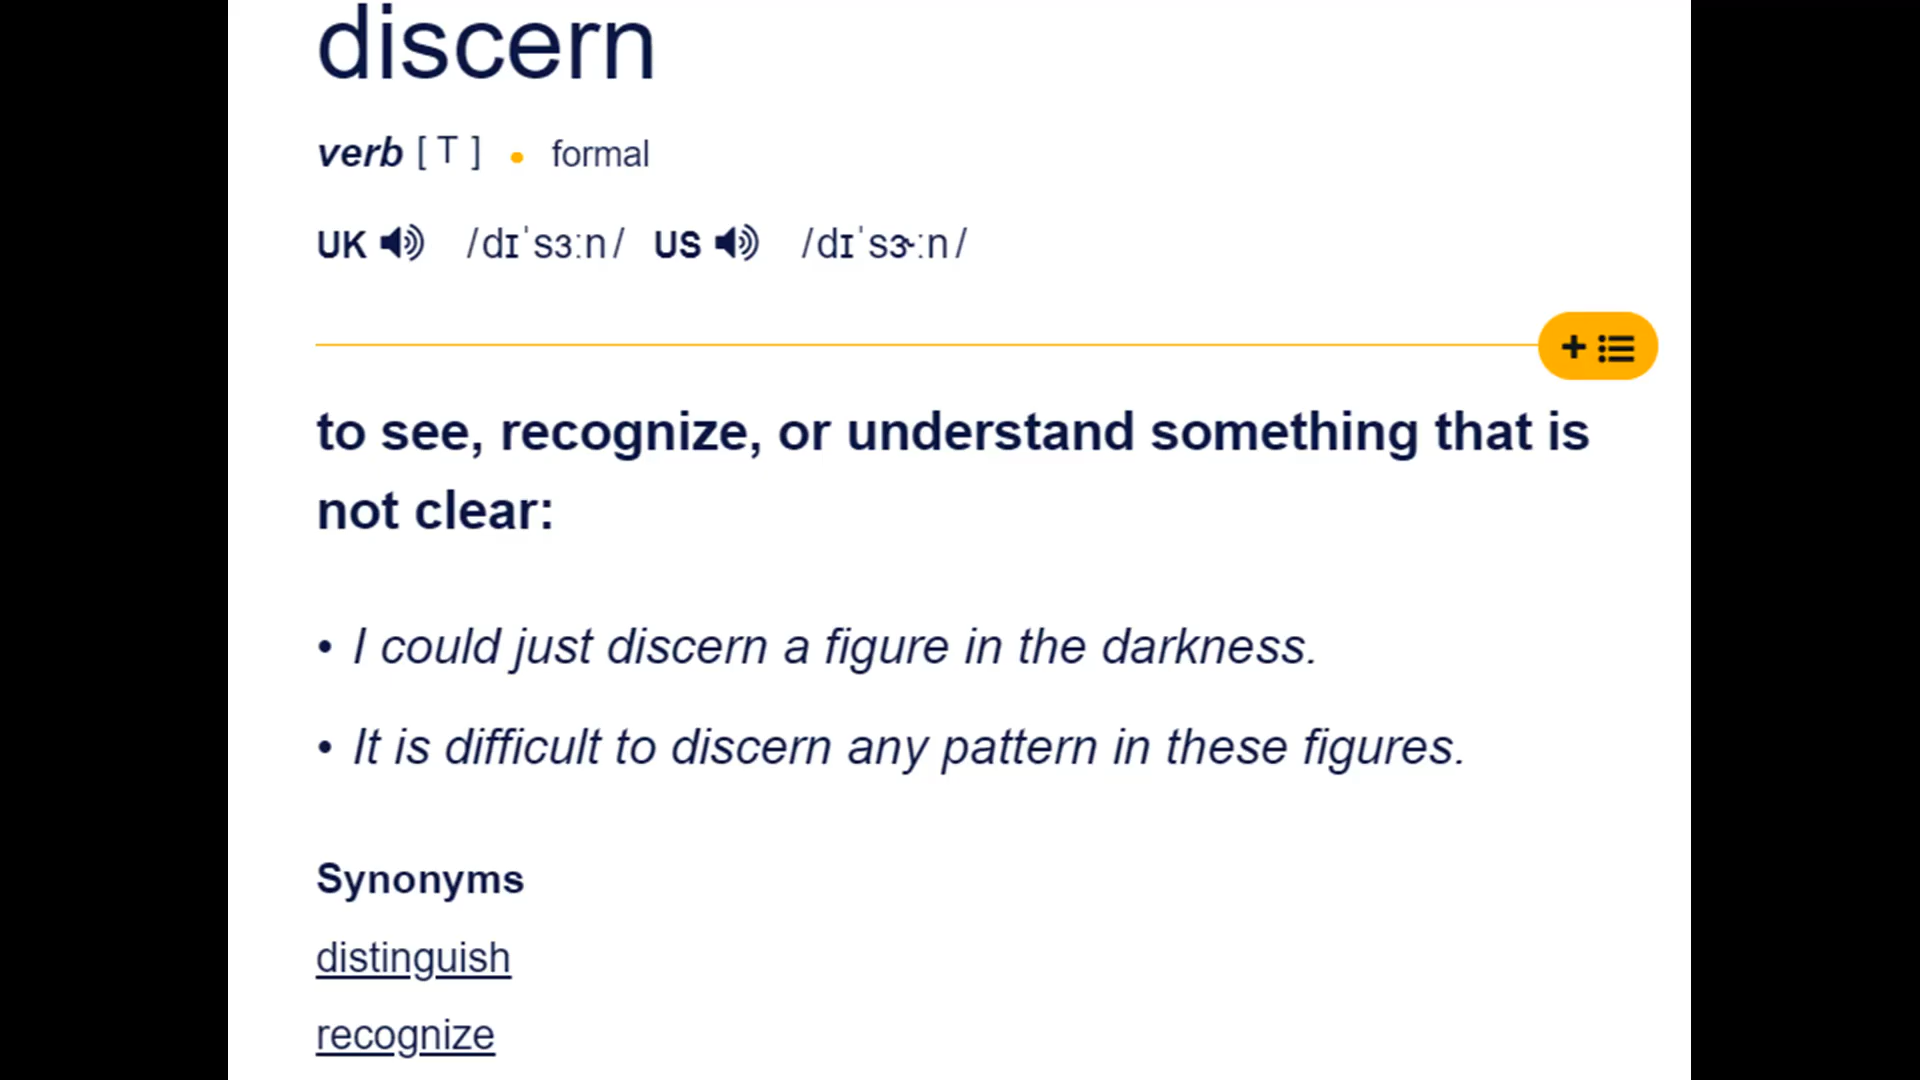 discern
verb [ T ] • formal
UK /dɪˈsɜːn/ US /dɪˈsɝːn/
to see, recognize, or understand something that is
not clear:
• I could just discern a figure in the darkness.
• It is difficult to discern any pattern in these figures.
Synonyms
distinguish
recognize